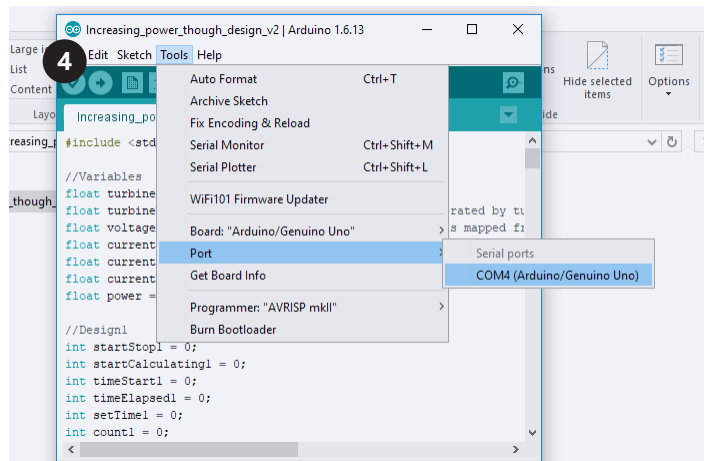 Increasing_power_though_design_v2 | Arduino 1.6.13
4
Edit Sketch Tools Help
Large
List
Content
Layo
Hide selected
items
Options
ns
ide
reasing_
_though_
Increasing_po
Auto Format Ctrl+T
Archive Sketch
Fix Encoding & Reload
Serial Monitor Ctrl+Shift+M
Serial Plotter Ctrl+Shift+L
WiFi101 Firmware Updater
Board: "Arduino/Genuino Uno"
Port
Get Board Info
Programmer: "AVRISP mkII"
Burn Bootloader
Serial ports
COM4 (Arduino/Genuino Uno)
#include <std
//Variables
float turbine
float turbine rated by tu
float voltage s mapped fr
float current
float current
float current
float power =
//Design1
int startStop1 = 0;
int startCalculating1 = 0;
int timeStart1 = 0;
int timeElapsed1 = 0;
int setTime1 = 0;
int count1 = 0;